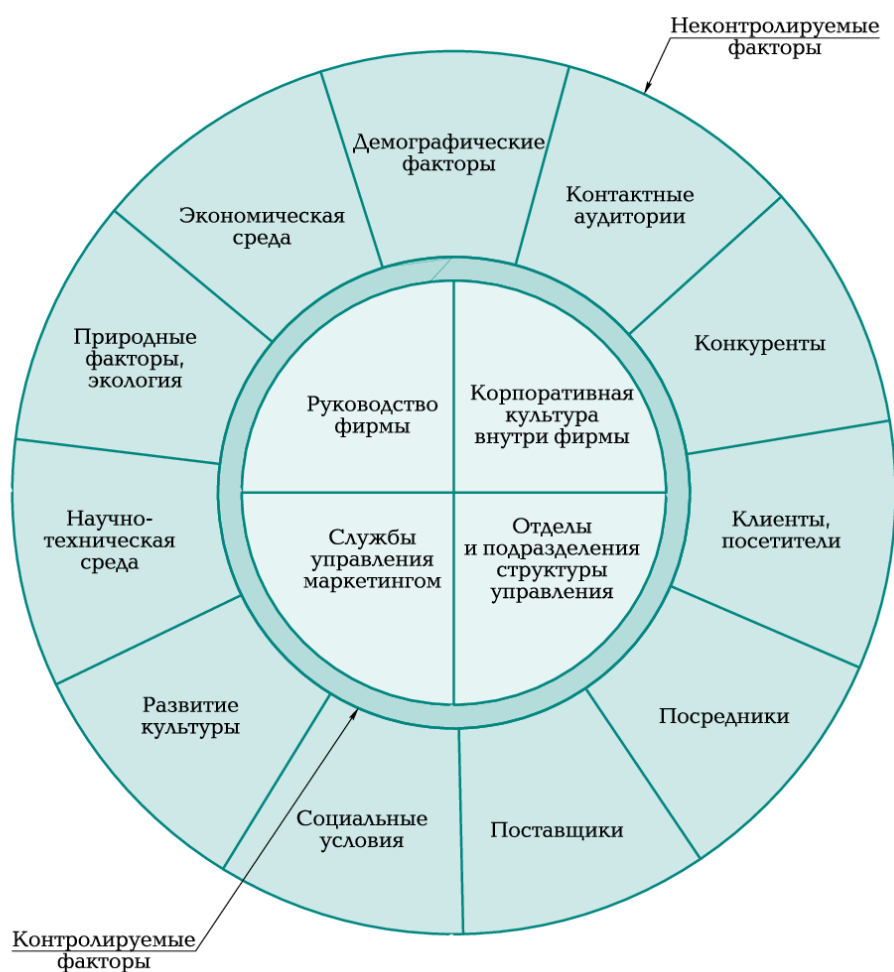 Неконтролируемые
факторы
Демографические
факторы
Контактные
аудитории
Экономическая
среда
Конкуренты
Природные
факторы,
экология
Руководство
фирмы
Корпоративная
культура
внутри фирмы
Научно-
техническая
среда
Службы
управления
маркетингом
Отделы
и подразделения
структуры
управления
Клиенты,
посетители
Развитие
культуры
Посредники
Социальные
условия
Поставщики
Контролируемые
факторы